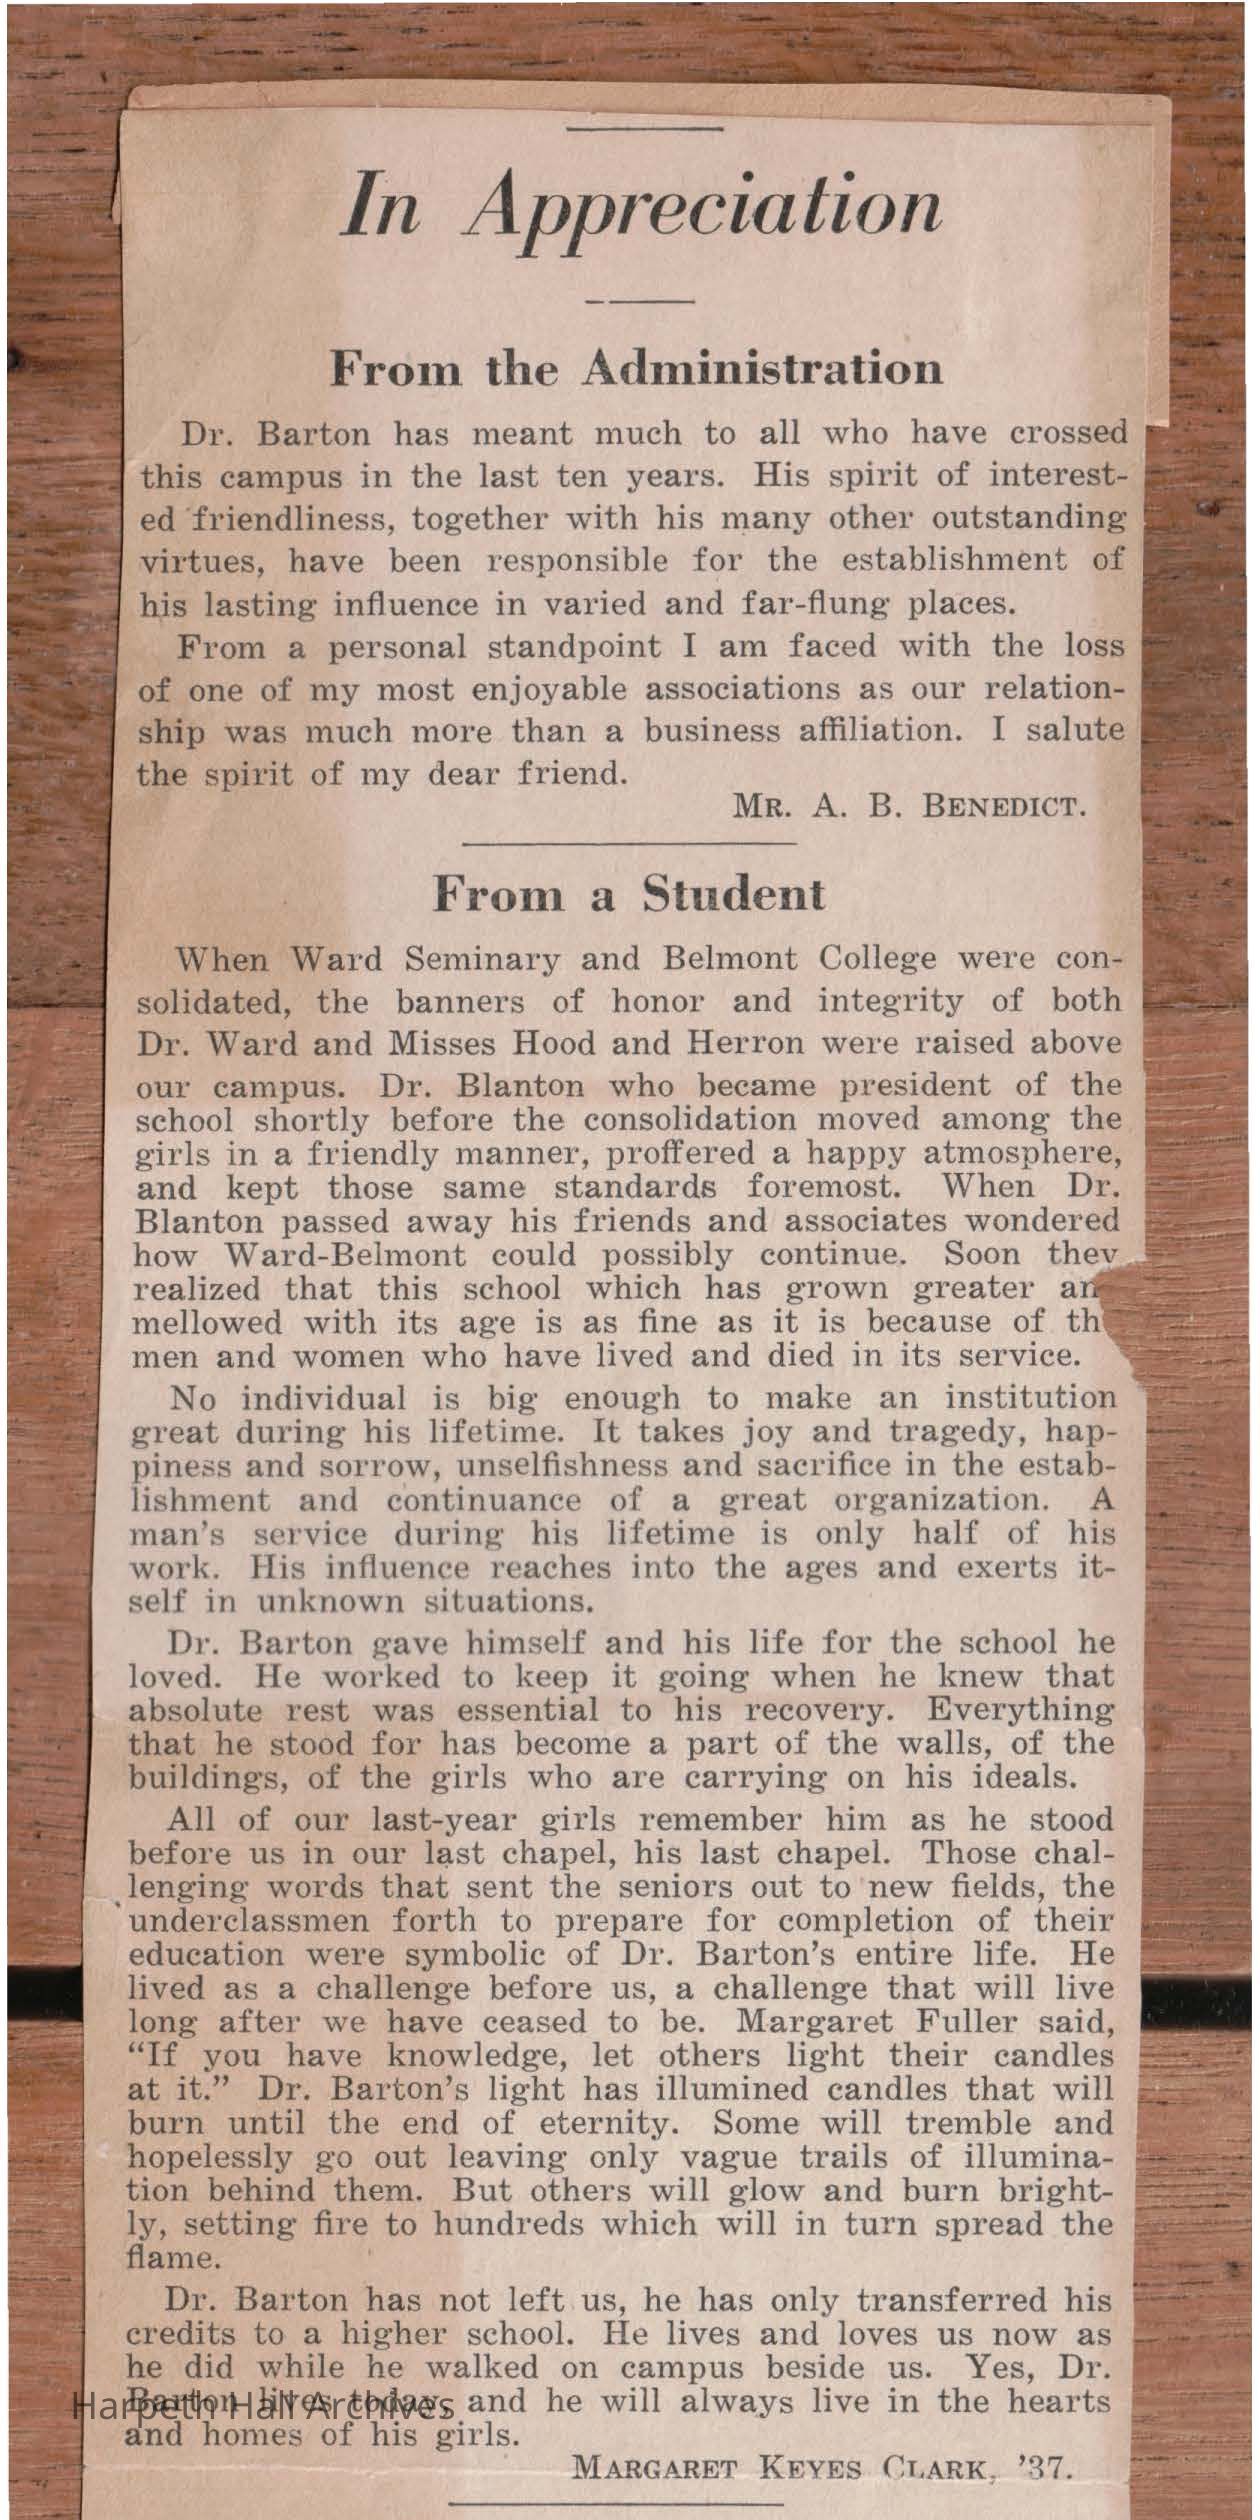 In Appreciation
From the Administration
Dr. Barton has meant much to all who have crossed
this campus in the last ten years. His spirit of interest-
ed friendliness, together with his many other outstanding
virtues, have been responsible for the establishment of
his lasting influence in varied and far-flung places.
From a personal standpoint I am faced with the loss
of one of my most enjoyable associations as our relation-
ship was much more than a business affiliation. I salute
the spirit of my dear friend.
MR. A. B. BENEDICT.
From a Student
When Ward Seminary and Belmont College were con-
solidated, the banners of honor and integrity of both
Dr. Ward and Misses Hood and Herron were raised above
our campus. Dr. Blanton who became president of the
school shortly before the consolidation moved among the
girls in a friendly manner, proffered a happy atmosphere,
and kept those same standards foremost. When Dr.
Blanton passed away his friends and associates wondered
how Ward-Belmont could possibly continue. Soon they
realized that this school which has grown greater an
mellowed with its age is as fine as it is because of th
men and women who have lived and died in its service.
No individual is big enough to make an institution
great during his lifetime. It takes joy and tragedy, hap-
piness and sorrow, unselfishness and sacrifice in the estab-
lishment and continuance of a great organization. A
man's service during his lifetime is only half of his
work. His influence reaches into the ages and exerts it-
self in unknown situations.
Dr. Barton gave himself and his life for the school he
loved. He worked to keep it going when he knew that
absolute rest was essential to his recovery. Everything
that he stood for has become a part of the walls, of the
buildings, of the girls who are carrying on his ideals.
All of our last-year girls remember him as he stood
before us in our last chapel, his last chapel. Those chal-
lenging words that sent the seniors out to new fields, the
underclassmen forth to prepare for completion of their
education were symbolic of Dr. Barton's entire life. He
lived as a challenge before us, a challenge that will live
long after we have ceased to be. Margaret Fuller said,
"If you have knowledge, let others light their candles
at it." Dr. Barton's light has illumined candles that will
burn until the end of eternity. Some will tremble and
hopelessly go out leaving only vague trails of illumina-
tion behind them. But others will glow and burn bright-
ly, setting fire to hundreds which will in turn spread the
flame.
Dr. Barton has not left us, he has only transferred his
credits to a higher school. He lives and loves us now as
he did while he walked on campus beside us. Yes, Dr.
Barton lives today, and he will always live in the hearts
Harpeth Hall Archives
and homes of his girls.
MARGARET KEYES CLARK, '37.